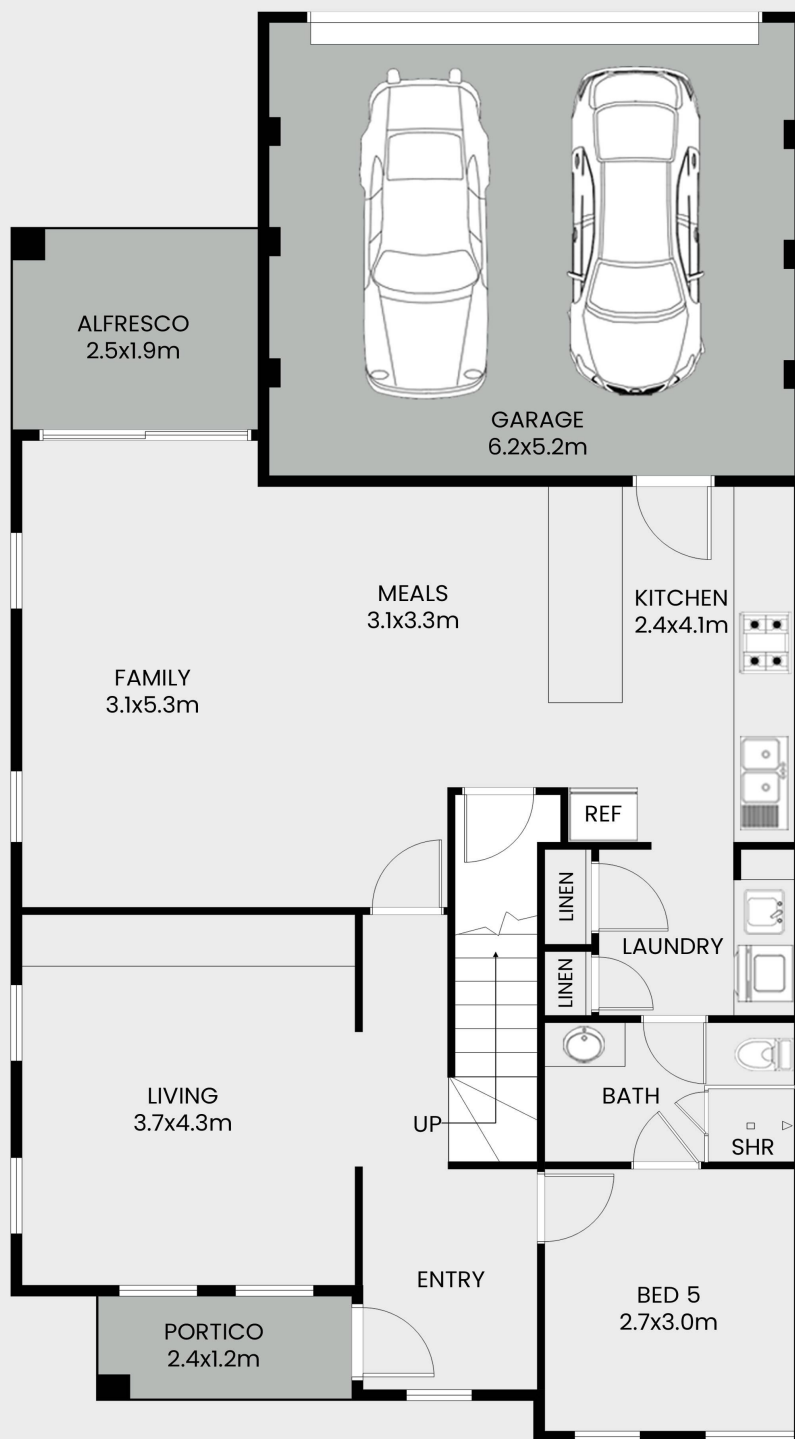 ALFRESCO
2.5x1.9m
GARAGE
6.2x5.2m
MEALS
3.1x3.3m
KITCHEN
2.4x4.1m
FAMILY
3.1x5.3m
REF
LINEN
LAUNDRY
LINEN
LIVING
3.7x4.3m
UP
BATH
SHR
ENTRY
BED 5
2.7x3.0m
PORTICO
2.4x1.2m